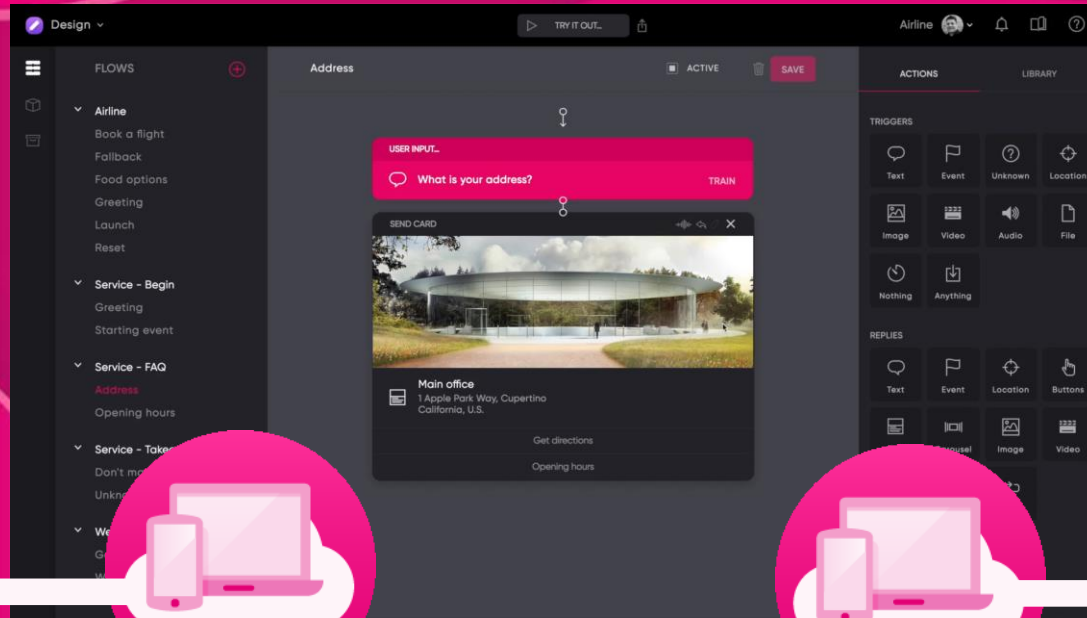 Design
TRY IT OUT...
Airline
FLOWS
Airline
Book a flight
Fallback
Food options
Greeting
Launch
Reset
Service - Begin
Greeting
Starting event
Service - FAQ
Address
Opening hours
Service -
Don't
Address
ACTIVE
SAVE
USER INPUT...
What is your address?
TRAIN
SEND CARD
Main office
1 Apple Park Way, Cupertino
California, U.S.
Get directions
Opening hours
ACTIONS
LIBRARY
TRIGGERS
Text
Event
Unknown
Location
Image
Video
Audio
File
Nothing
Anything
REPLIES
Text
Event
Location
Buttons
Image
Video